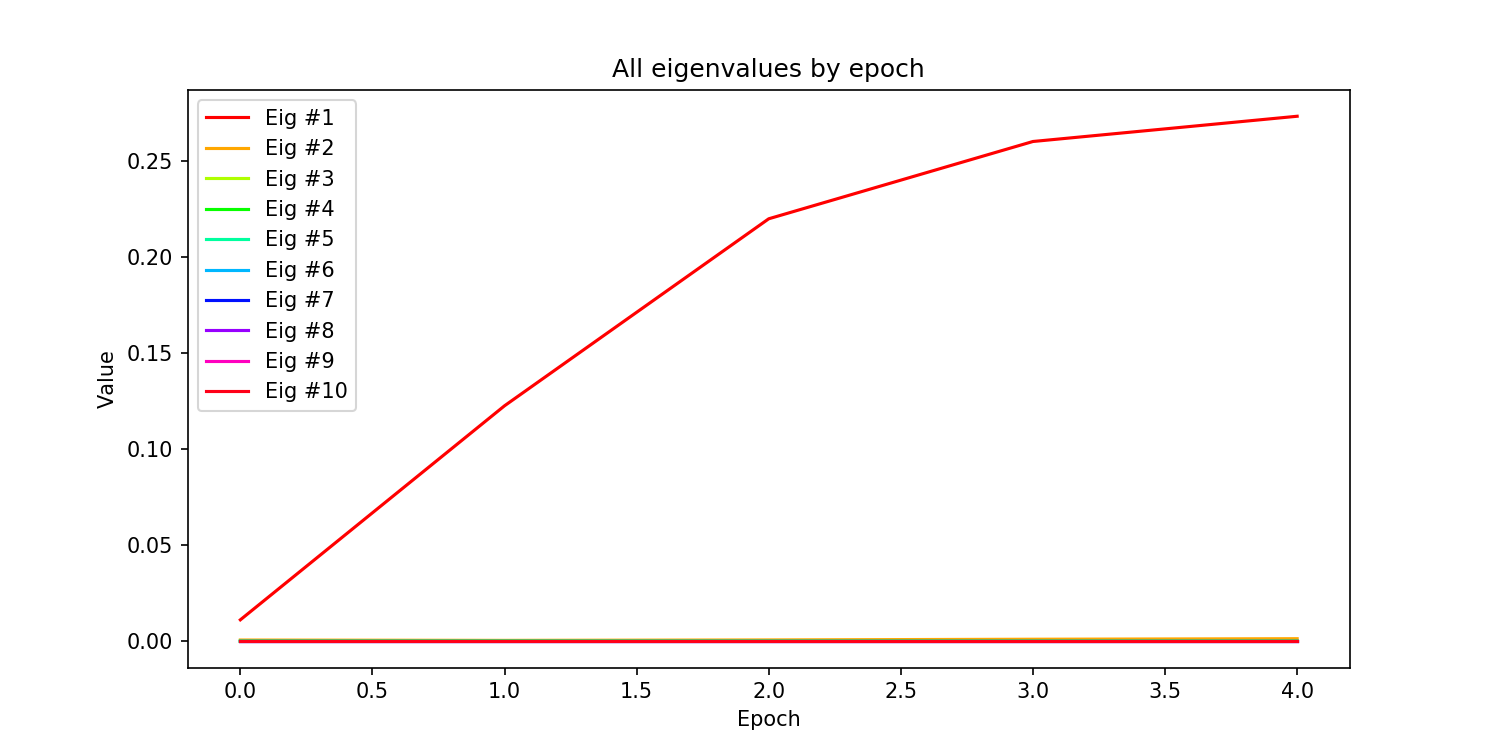 All eigenvalues by epoch
Eig #1
Eig #2
Eig #3
Eig #4
Eig #5
Eig #6
Eig #7
Eig #8
Eig #9
Eig #10
Value
0.25
0.20
0.15
0.10
0.05
0.00
0.0 0.5 1.0 1.5 2.0 2.5 3.0 3.5 4.0
Epoch